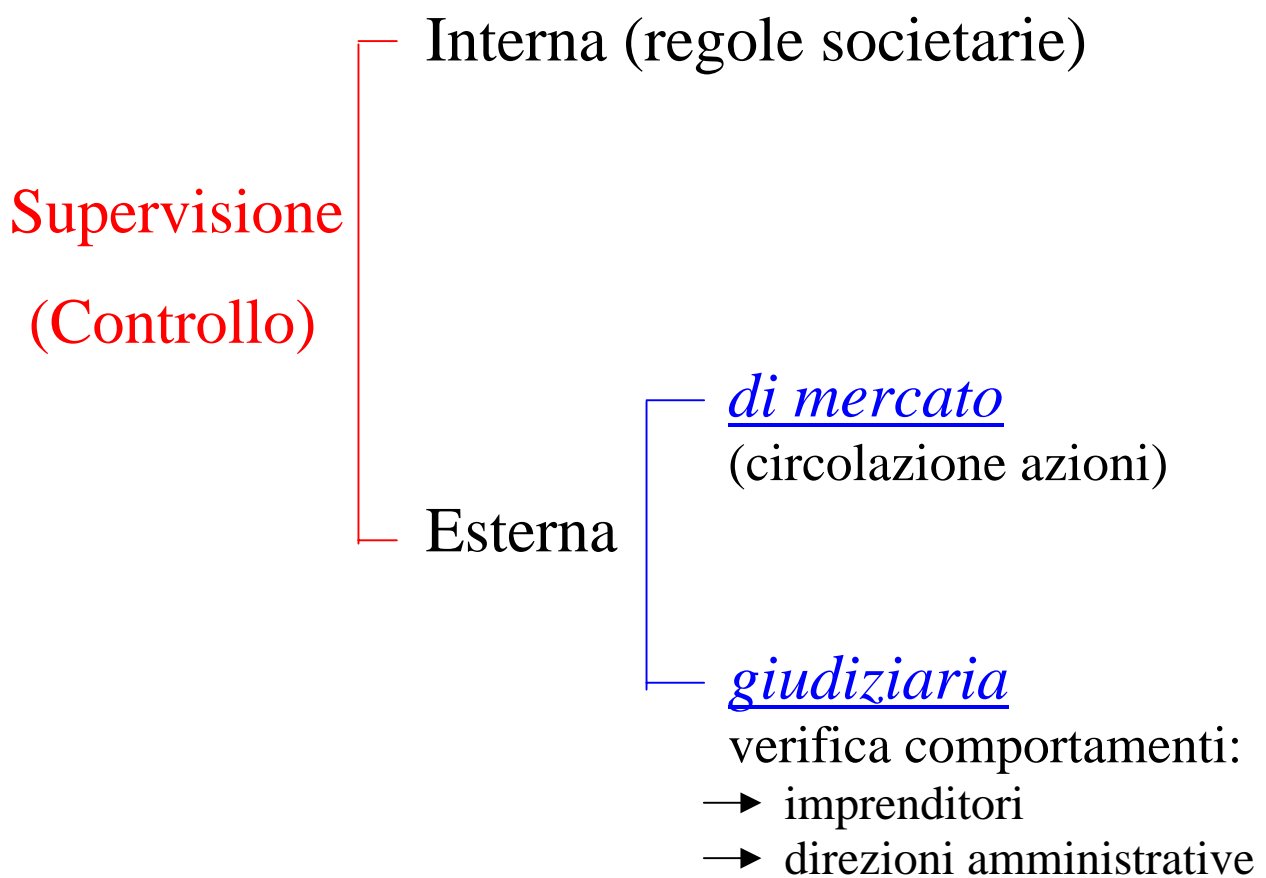 Interna (regole societarie)
Supervisione
(Controllo)
di mercato
(circolazione azioni)
Esterna
giudiziaria
verifica comportamenti:
imprenditori
direzioni amministrative